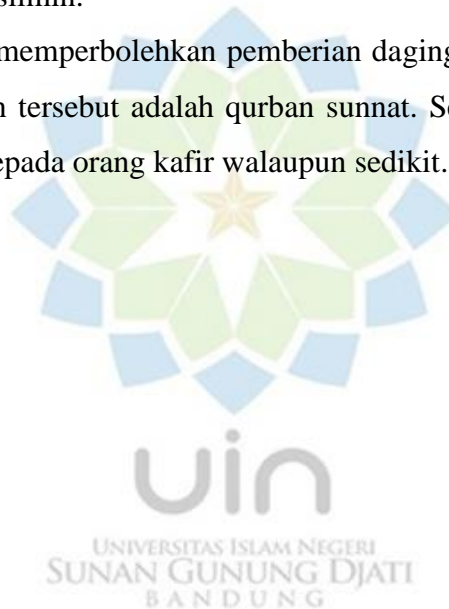 memperbolehkan pemberian daging
tersebut adalah qurban sunnat.
epada orang kafir walaupun sedikit.
uin
UNIVERSITAS ISLAM NEGERI
SUNAN GUNUNG DJATI
BANDUNG